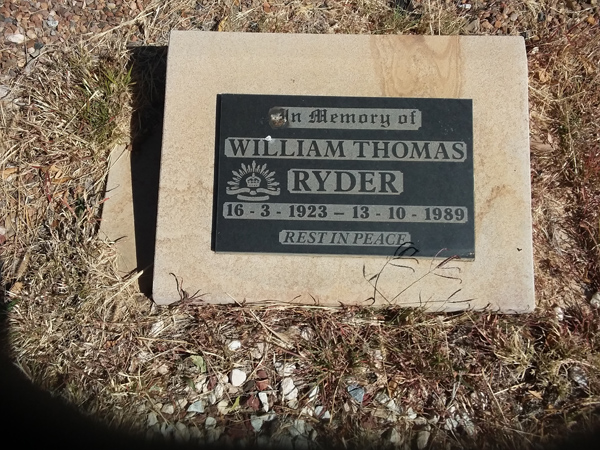 In Memory of
WILLIAM THOMAS
RYDER
16 - 3 - 1923 – 13 - 10 - 1989
REST IN PEACE